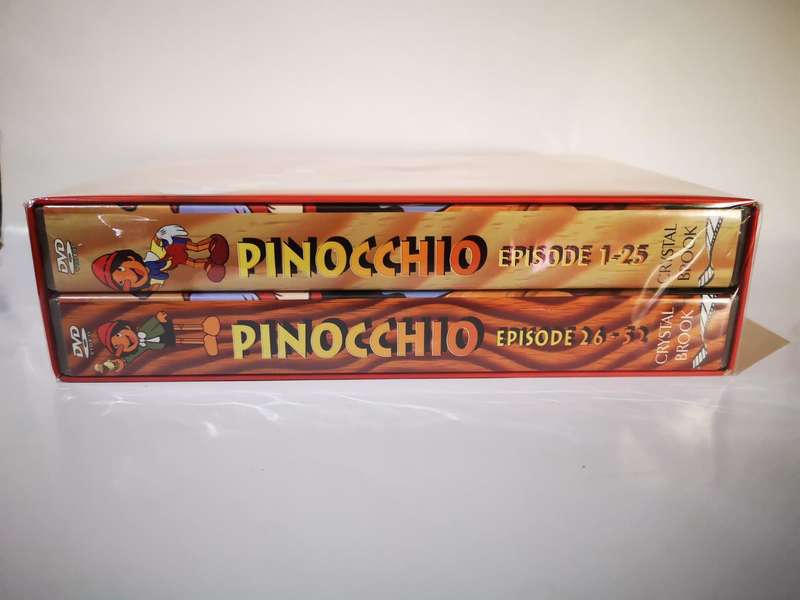 DVD
PINOCCHIO
EPISODE 1-25
CRYSTAL
BROOK
DVD
PINOCCHIO
EPISODE 26-52
CRYSTAL
BROOK